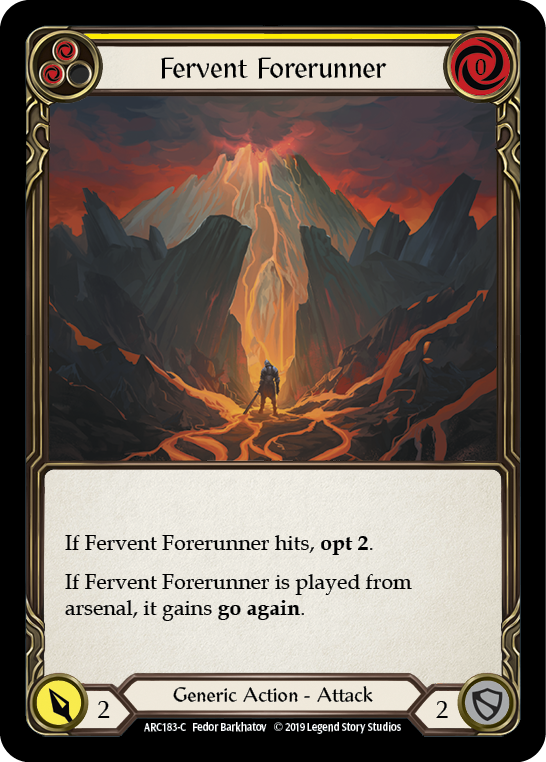 Fervent Forerunner
0
If Fervent Forerunner hits, opt 2.
If Fervent Forerunner is played from
arsenal, it gains go again.
2
Generic Action - Attack
2
ARC183-C Fedor Barkhatov © 2019 Legend Story Studios